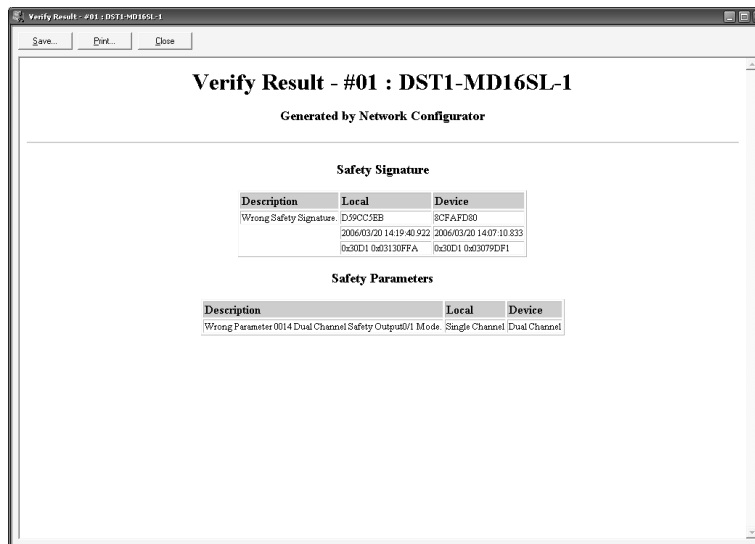 Verify Result - #01 : DST1-MD16SL-1
Save... Print... Close
Verify Result - #01 : DST1-MD16SL-1
Generated by Network Configurator
Safety Signature
Description Local Device
Wrong Safety Signature. D59CC5EB 8CFAFD80
2006/03/20 14:19:40.922 2006/03/20 14:07:10.833
0x30D1 0x03130FFA 0x30D1 0x03079DF1
Safety Parameters
Description Local Device
Wrong Parameter 0014 Dual Channel Safety Output0/1 Mode. Single Channel Dual Channel